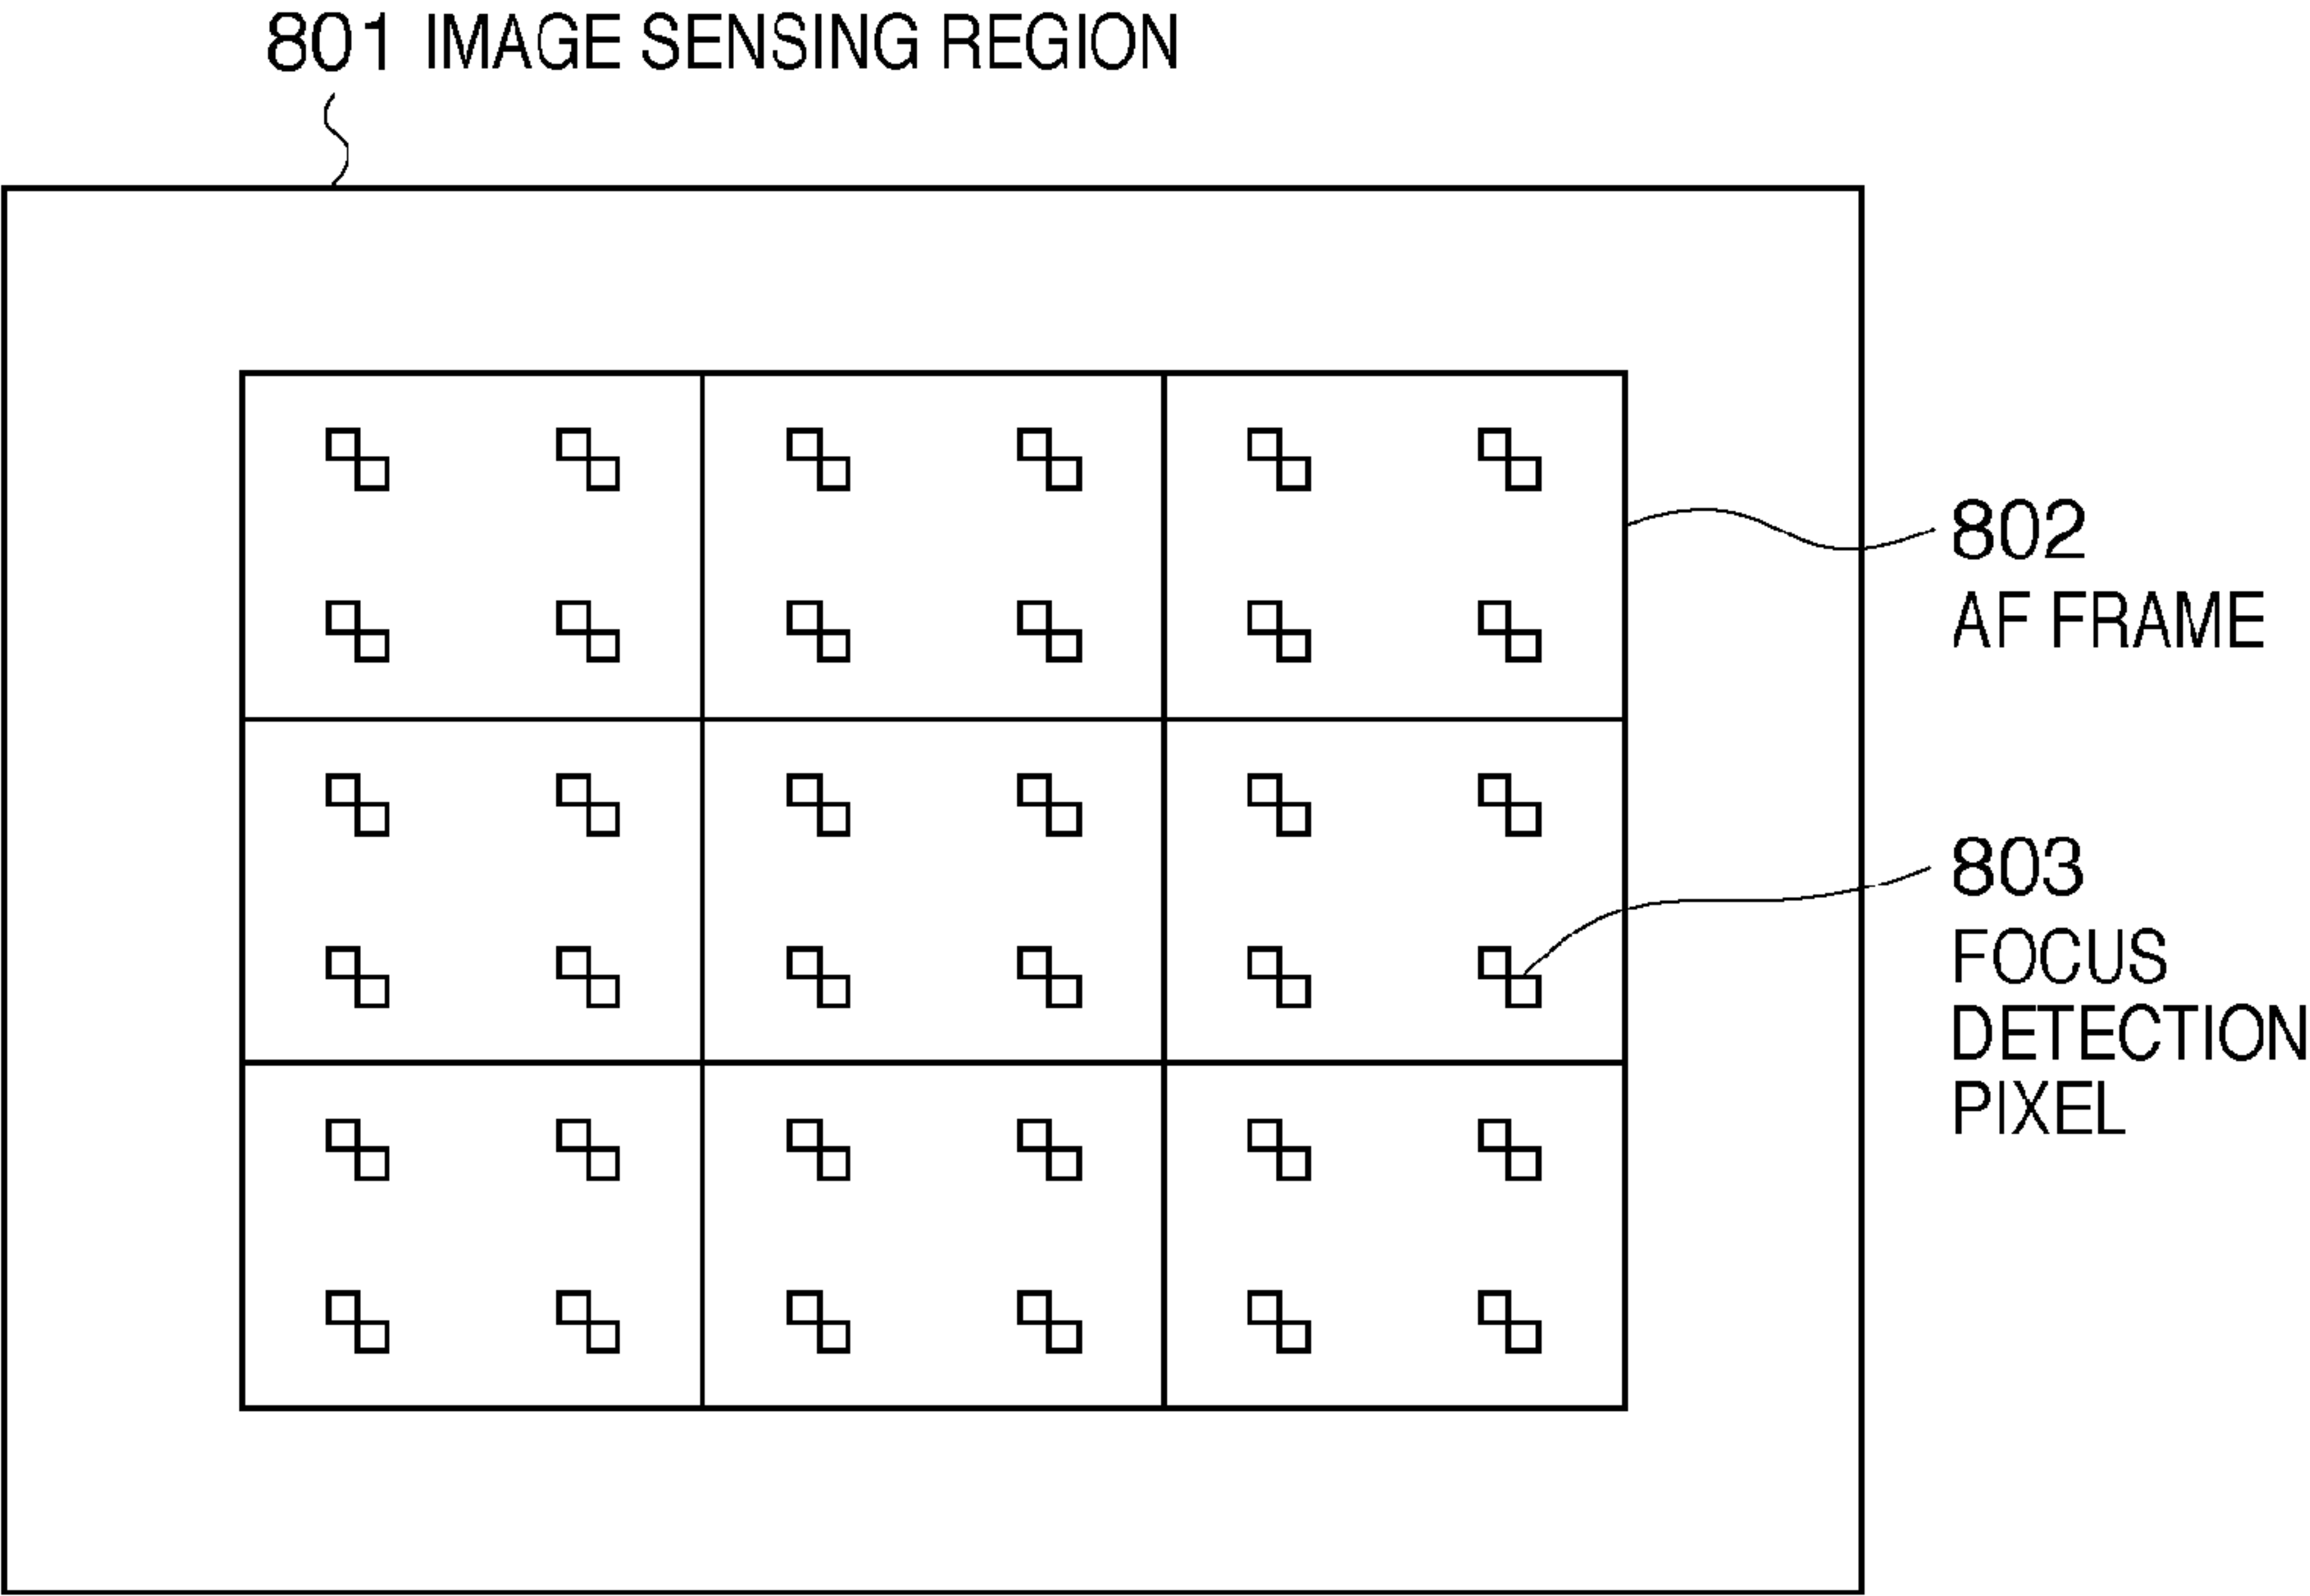 801 IMAGE SENSING REGION
802
AF FRAME
803
FOCUS
DETECTION
PIXEL